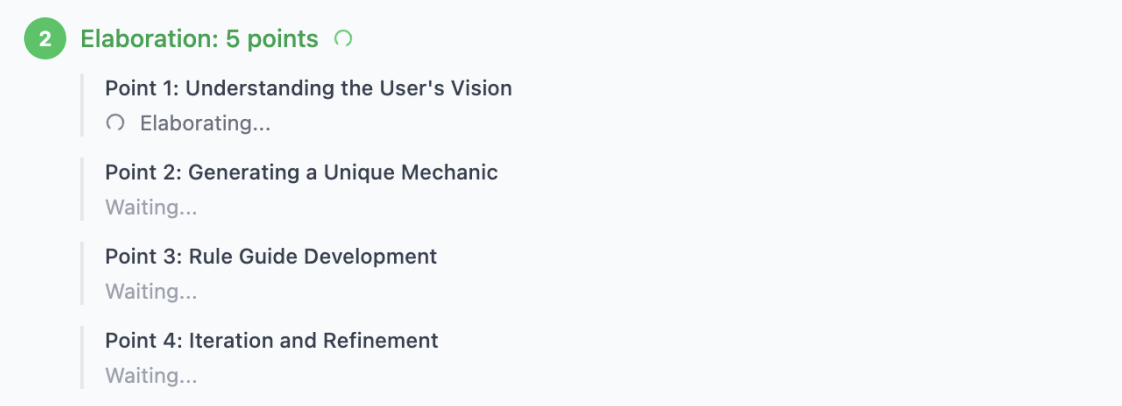 2 Elaboration: 5 points
Point 1: Understanding the User's Vision
Elaborating...
Point 2: Generating a Unique Mechanic
Waiting...
Point 3: Rule Guide Development
Waiting...
Point 4: Iteration and Refinement
Waiting...